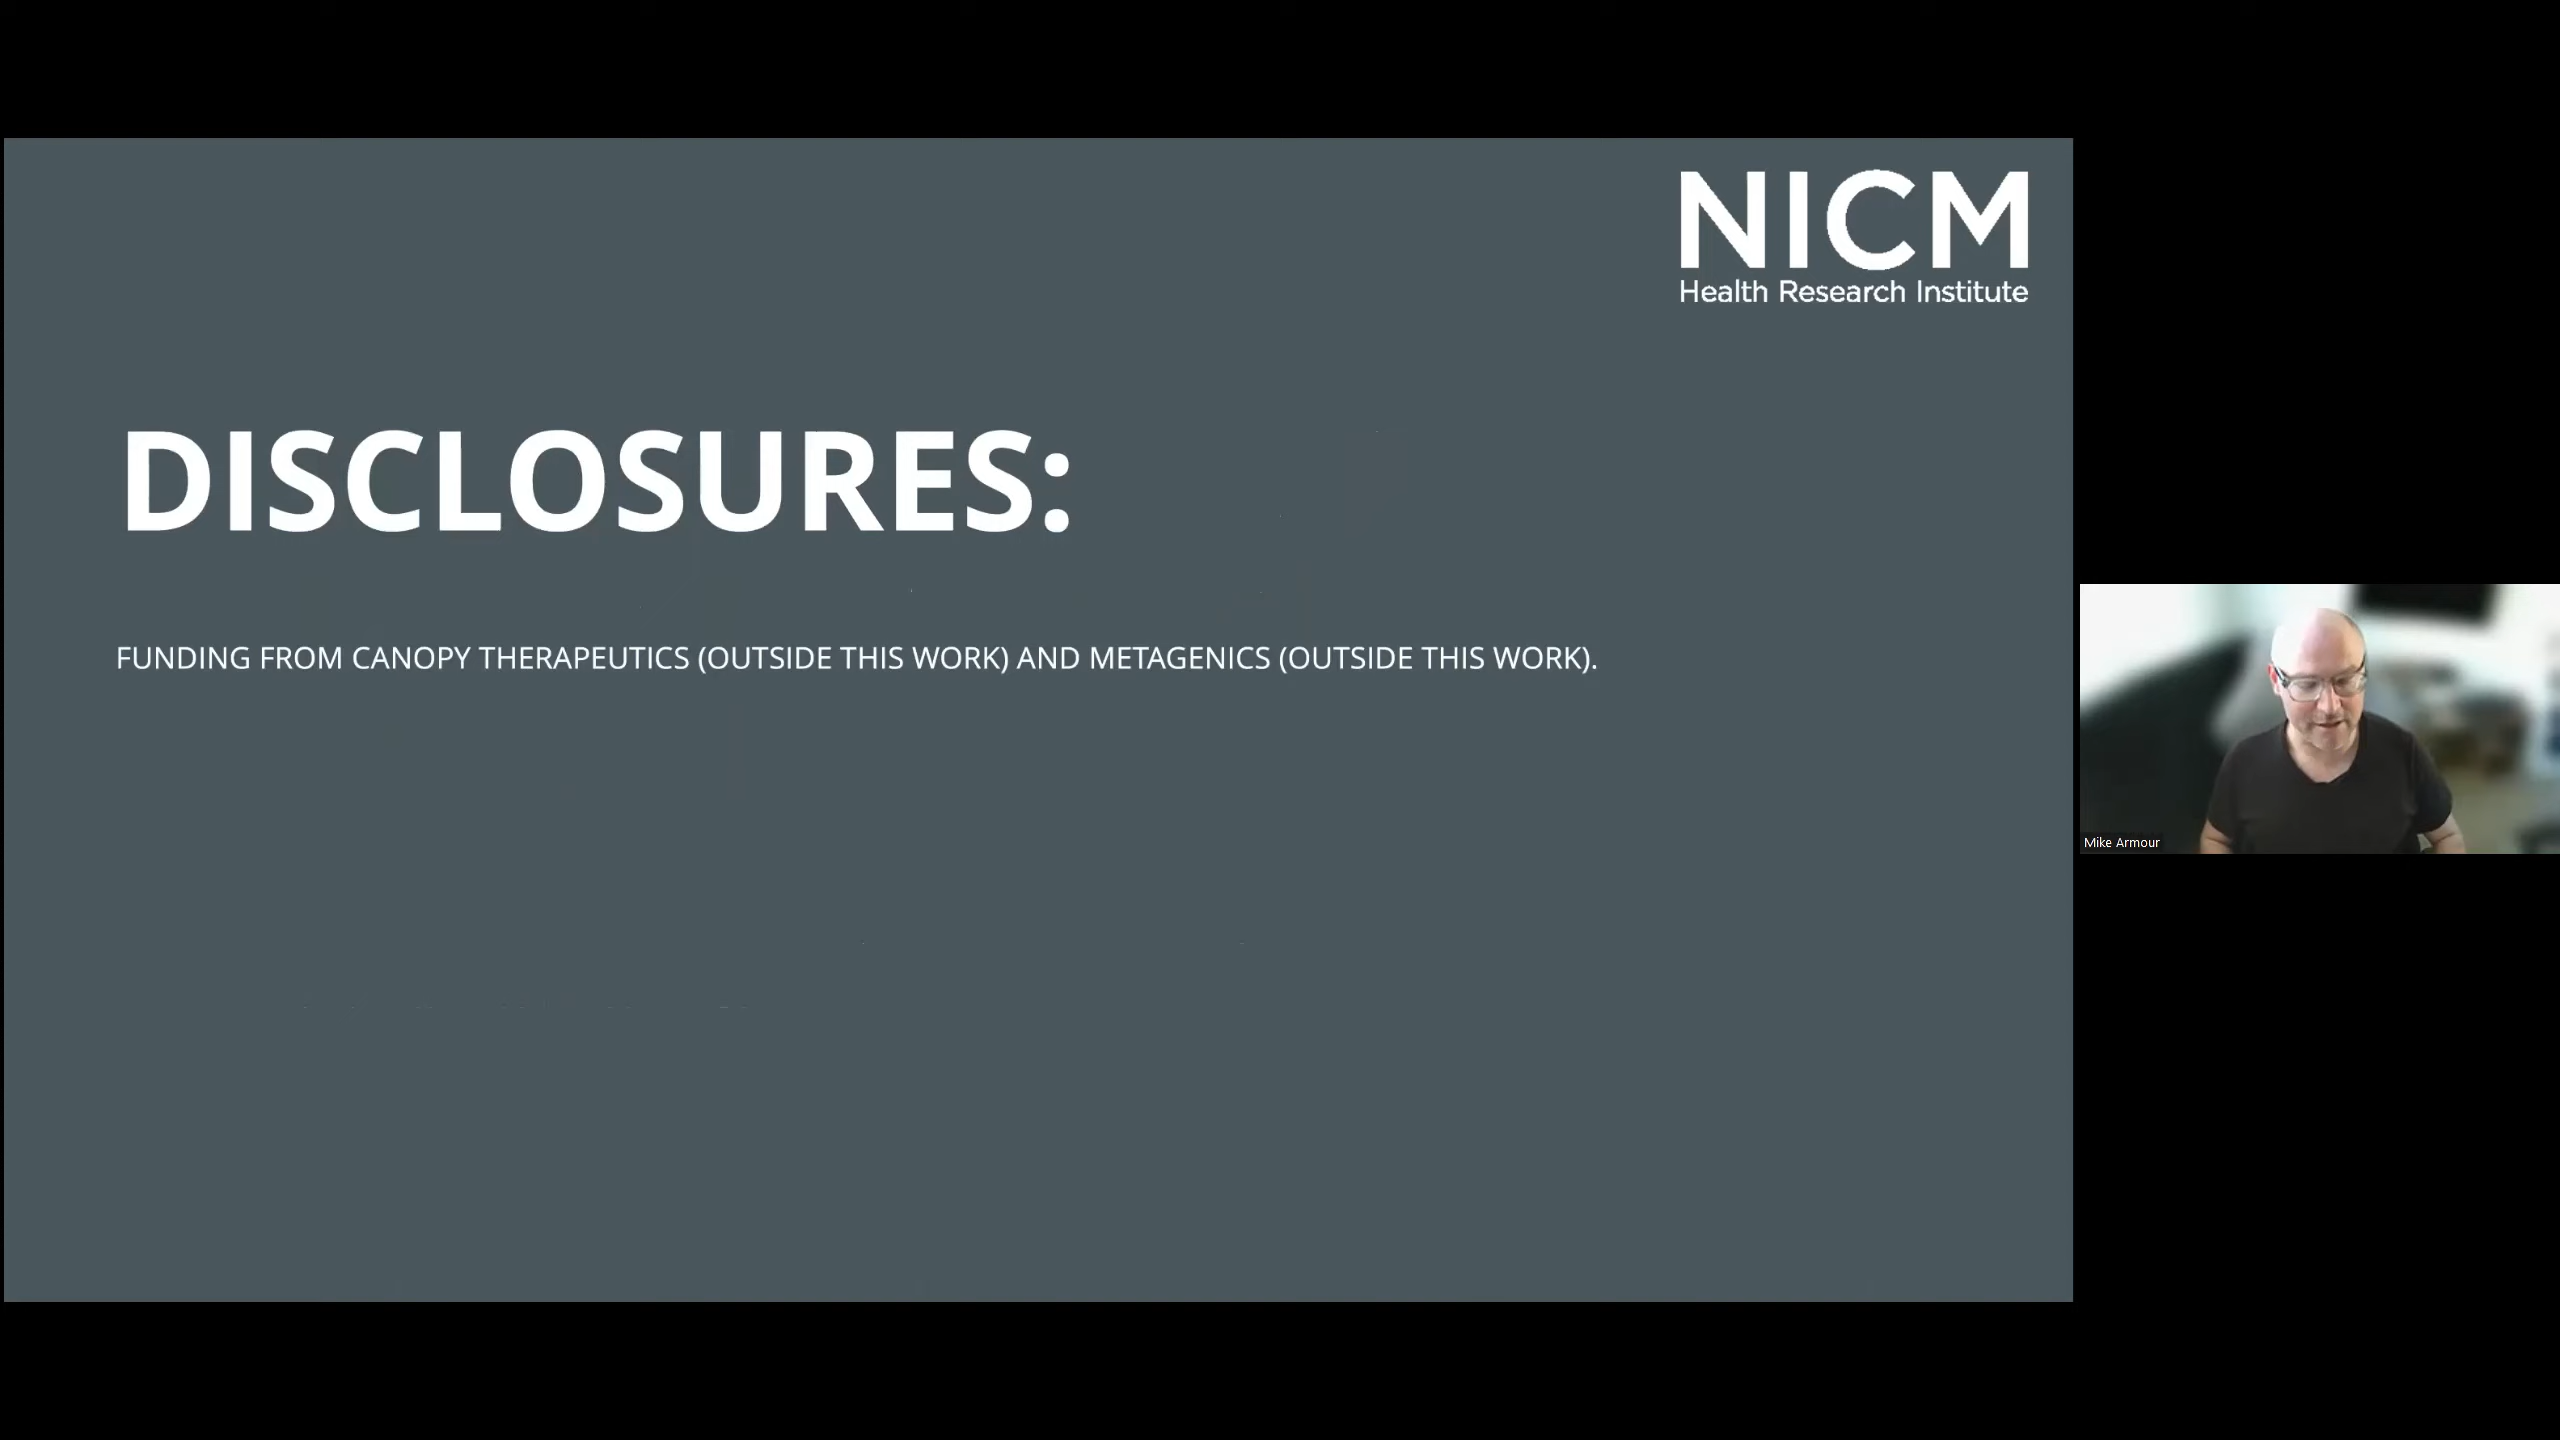 NICM
Health Research Institute
DISCLOSURES:
FUNDING FROM CANOPY THERAPEUTICS (OUTSIDE THIS WORK) AND METAGENICS (OUTSIDE THIS WORK).
Mike Armour